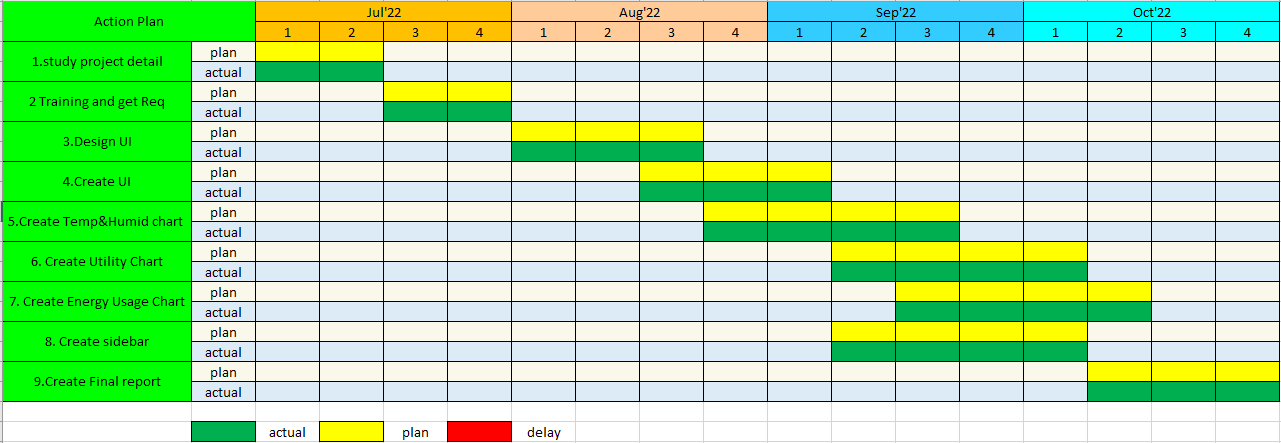 Action Plan Jul'22 Aug'22 Sep'22 Oct'22
1 2 3 4 1 2 3 4 1 2 3 4 1 2 3 4
1.study project detail plan
actual
2 Training and get Req plan
actual
3.Design UI plan
actual
4.Create UI plan
actual
5.Create Temp&Humid chart plan
actual
6. Create Utility Chart plan
actual
7. Create Energy Usage Chart plan
actual
8. Create sidebar plan
actual
9.Create Final report plan
actual
actual plan delay